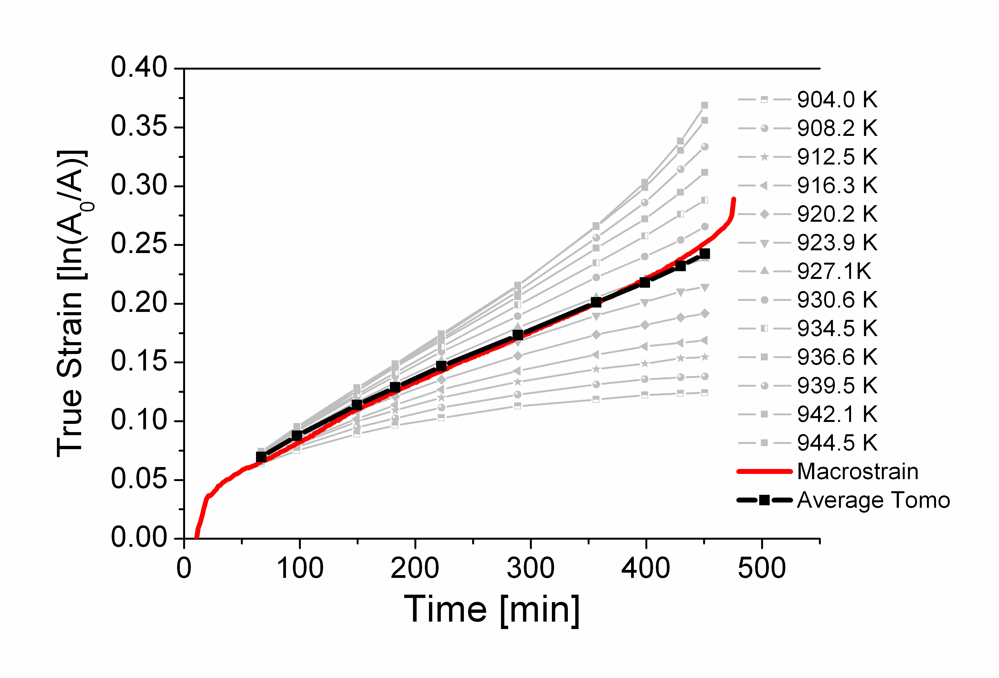 True Strain [ln(A0/A)]
0.40
0.35
0.30
0.25
0.20
0.15
0.10
0.05
0.00
0 100 200 300 400 500
Time [min]
904.0 K
908.2 K
912.5 K
916.3 K
920.2 K
923.9 K
927.1K
930.6 K
934.5 K
936.6 K
939.5 K
942.1 K
944.5 K
Macrostrain
Average Tomo